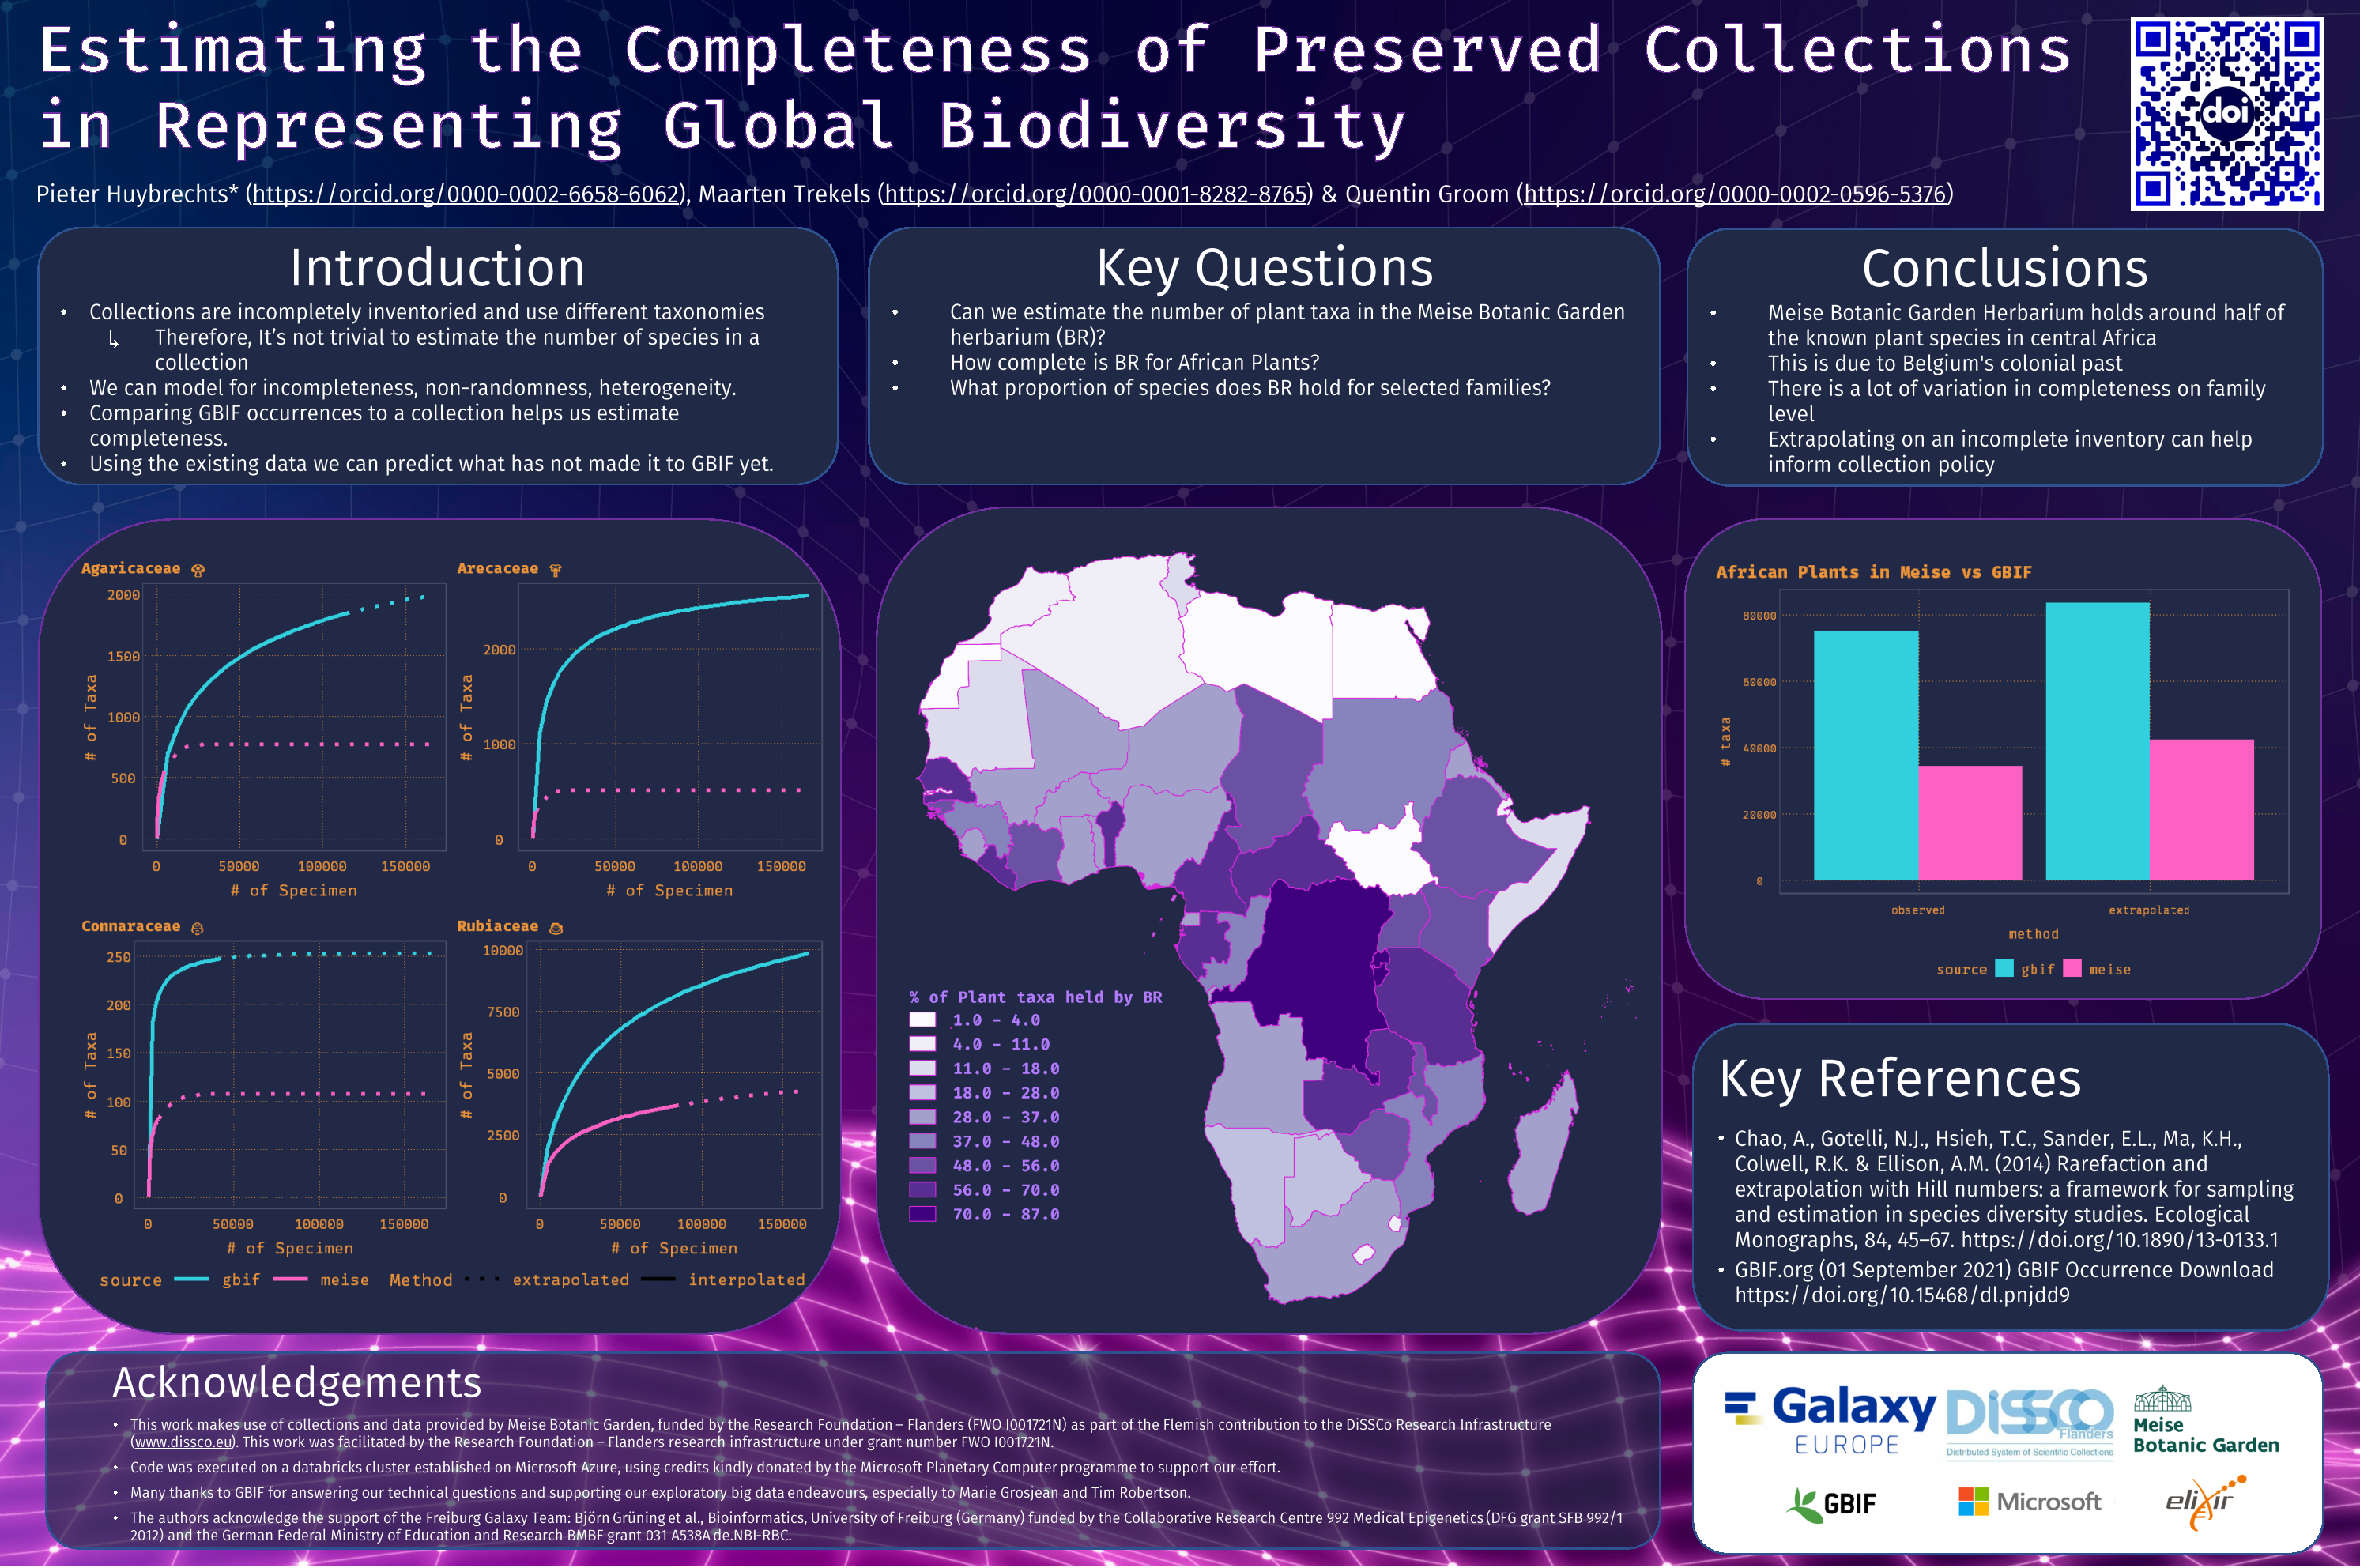 Estimating the Completeness of Preserved Collections
in Representing Global Biodiversity
doi
Pieter Huybrechts* (https://orcid.org/0000-0002-6658-6062), Maarten Trekels (https://orcid.org/0000-0001-8282-8765) & Quentin Groom (https://orcid.org/0000-0002-0596-5376)
Introduction
• Collections are incompletely inventoried and use different taxonomies
↳ Therefore, It's not trivial to estimate the number of species in a
collection
• We can model for incompleteness, non-randomness, heterogeneity.
• Comparing GBIF occurrences to a collection helps us estimate
completeness.
• Using the existing data we can predict what has not made it to GBIF yet.
Key Questions
• Can we estimate the number of plant taxa in the Meise Botanic Garden
herbarium (BR)?
• How complete is BR for African Plants?
• What proportion of species does BR hold for selected families?
Conclusions
• Meise Botanic Garden Herbarium holds around half of
the known plant species in central Africa
• This is due to Belgium's colonial past
• There is a lot of variation in completeness on family
level
• Extrapolating on an incomplete inventory can help
inform collection policy
Agaricaceae
# of Taxa
2000
1500
1000
500
0
0 50000 100000 150000
# of Specimen
Arecaceae
# of Taxa
2000
1000
0
0 50000 100000 150000
# of Specimen
Connaraceae
# of Taxa
250
200
150
100
50
0
0 50000 100000 150000
# of Specimen
Rubiaceae
# of Taxa
10000
7500
5000
2500
0
0 50000 100000 150000
# of Specimen
source gbif meise Method extrapolated interpolated
% of Plant taxa held by BR
1.0 - 4.0
4.0 - 11.0
11.0 - 18.0
18.0 - 28.0
28.0 - 37.0
37.0 - 48.0
48.0 - 56.0
56.0 - 70.0
70.0 - 87.0
African Plants in Meise vs GBIF
# taxa
80000
60000
40000
20000
0
observed extrapolated
method
source gbif meise
Key References
• Chao, A., Gotelli, N.J., Hsieh, T.C., Sander, E.L., Ma, K.H.,
Colwell, R.K. & Ellison, A.M. (2014) Rarefaction and
extrapolation with Hill numbers: a framework for sampling
and estimation in species diversity studies. Ecological
Monographs, 84, 45–67. https://doi.org/10.1890/13-0133.1
• GBIF.org (01 September 2021) GBIF Occurrence Download
https://doi.org/10.15468/dl.pnjdd9
Acknowledgements
• This work makes use of collections and data provided by Meise Botanic Garden, funded by the Research Foundation – Flanders (FWO I001721N) as part of the Flemish contribution to the DiSSCo Research Infrastructure
(www.dissco.eu). This work was facilitated by the Research Foundation – Flanders research infrastructure under grant number FWO I001721N.
• Code was executed on a databricks cluster established on Microsoft Azure, using credits kindly donated by the Microsoft Planetary Computer programme to support our effort.
• Many thanks to GBIF for answering our technical questions and supporting our exploratory big data endeavours, especially to Marie Grosjean and Tim Robertson.
• The authors acknowledge the support of the Freiburg Galaxy Team: Björn Grüning et al., Bioinformatics, University of Freiburg (Germany) funded by the Collaborative Research Centre 992 Medical Epigenetics (DFG grant SFB 992/1
2012) and the German Federal Ministry of Education and Research BMBF grant 031 A538A de.NBI-RBC.
Galaxy
EUROPE
DiSSCo
Flanders
Distributed System of Scientific Collections
Meise
Botanic Garden
GBIF
Microsoft
elixir